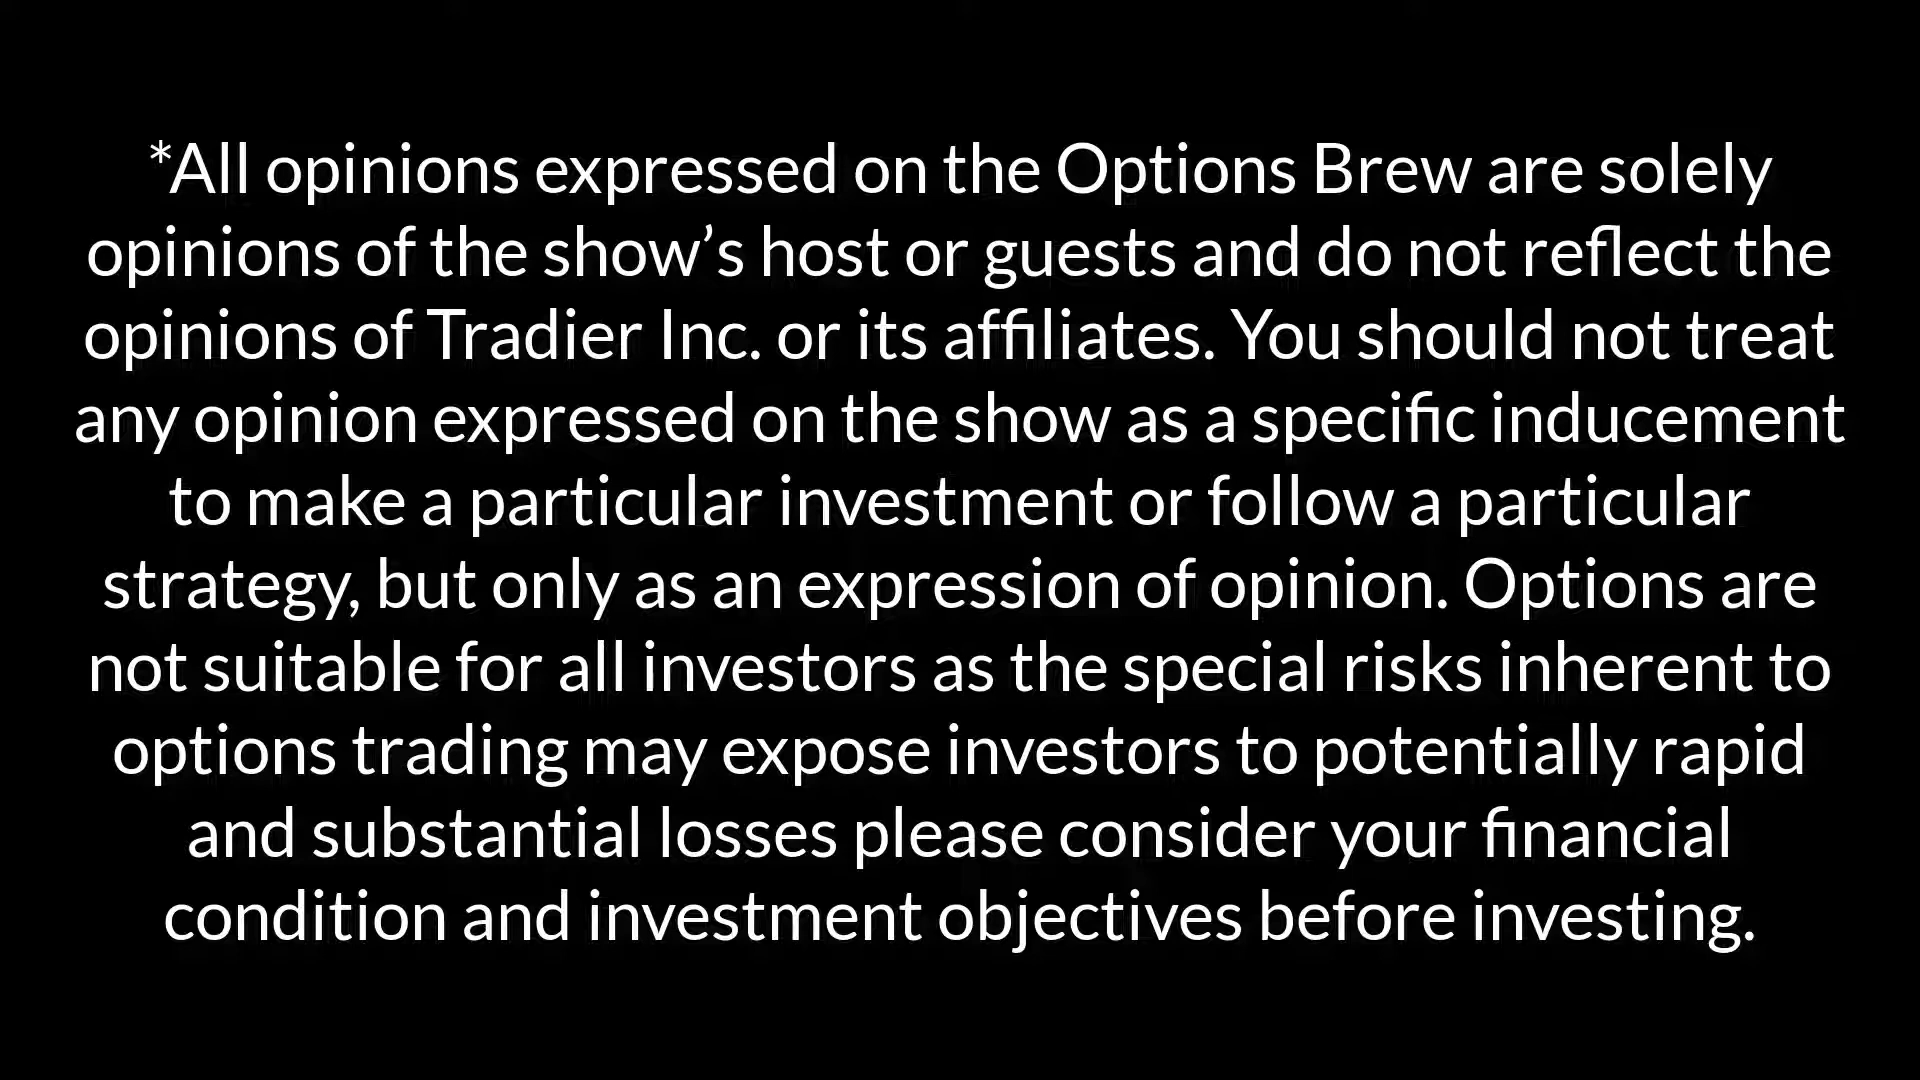 *All opinions expressed on the Options Brew are solely
opinions of the show’s host or guests and do not reflect the
opinions of Tradier Inc. or its affiliates. You should not treat
any opinion expressed on the show as a specific inducement
to make a particular investment or follow a particular
strategy, but only as an expression of opinion. Options are
not suitable for all investors as the special risks inherent to
options trading may expose investors to potentially rapid
and substantial losses please consider your financial
condition and investment objectives before investing.